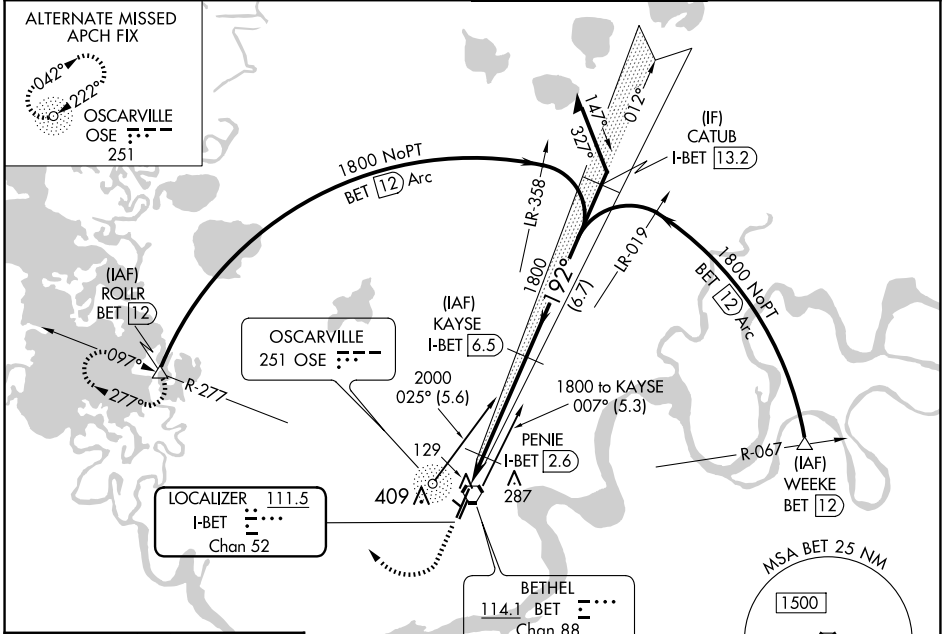 ALTERNATE MISSED
APCH FIX
042°
222°
OSCARVILLE
OSE
251
1800 NoPT
BET 12 Arc
LR-358
147°
327°
012°
(IF)
CATUB
I-BET 13.2
LR-019
1800 NoPT
BET 12 Arc
1800
192°
(6.7)
(IAF)
ROLLR
BET 12
097°
277°
R-277
(IAF)
KAYSE
I-BET 6.5
OSCARVILLE
251 OSE
2000
025° (5.6)
1800 to KAYSE
007° (5.3)
PENIE
I-BET 2.6
129
409
287
R-067
(IAF)
WEEKE
BET 12
LOCALIZER 111.5
I-BET
Chan 52
BETHEL
114.1 BET
Chan 88
MSA BET 25 NM
1500